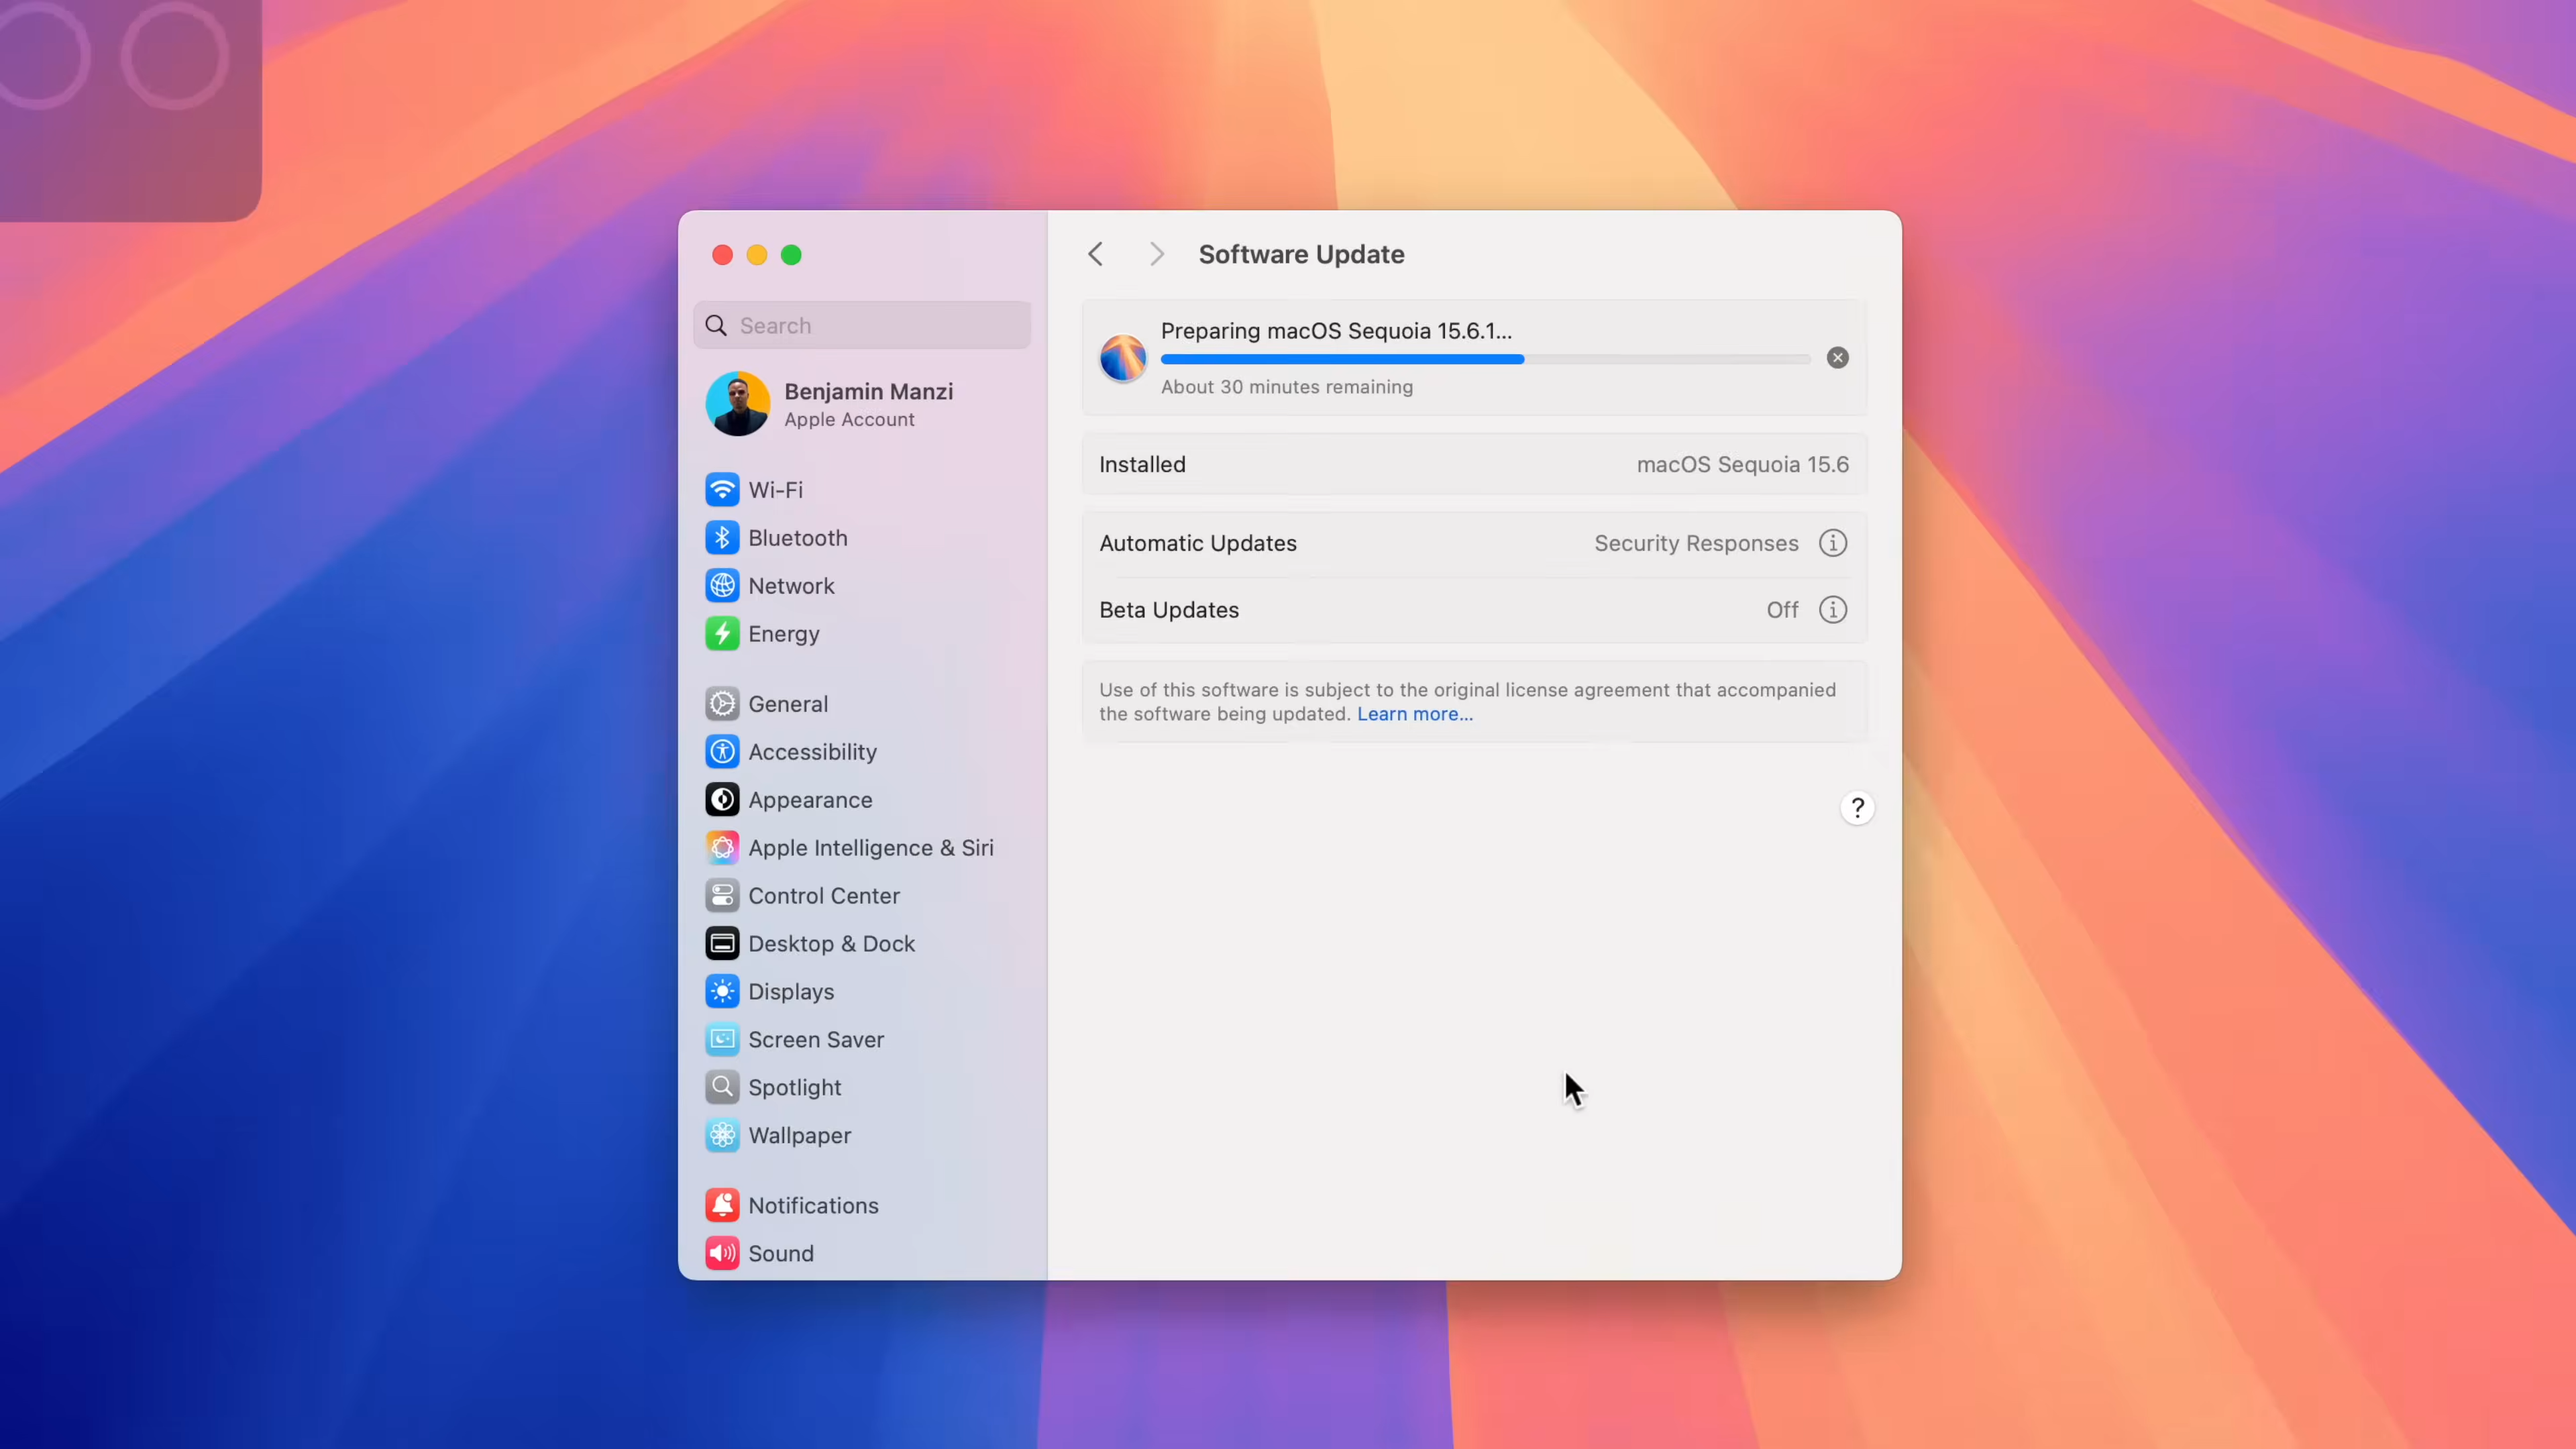 Search
Benjamin Manzi
Apple Account
Wi-Fi
Bluetooth
Network
Energy
General
Accessibility
Appearance
Apple Intelligence & Siri
Control Center
Desktop & Dock
Displays
Screen Saver
Spotlight
Wallpaper
Notifications
Sound
Software Update
Preparing macOS Sequoia 15.6.1...
About 30 minutes remaining
Installed macOS Sequoia 15.6
Automatic Updates Security Responses
Beta Updates Off
Use of this software is subject to the original license agreement that accompanied
the software being updated. Learn more...
?